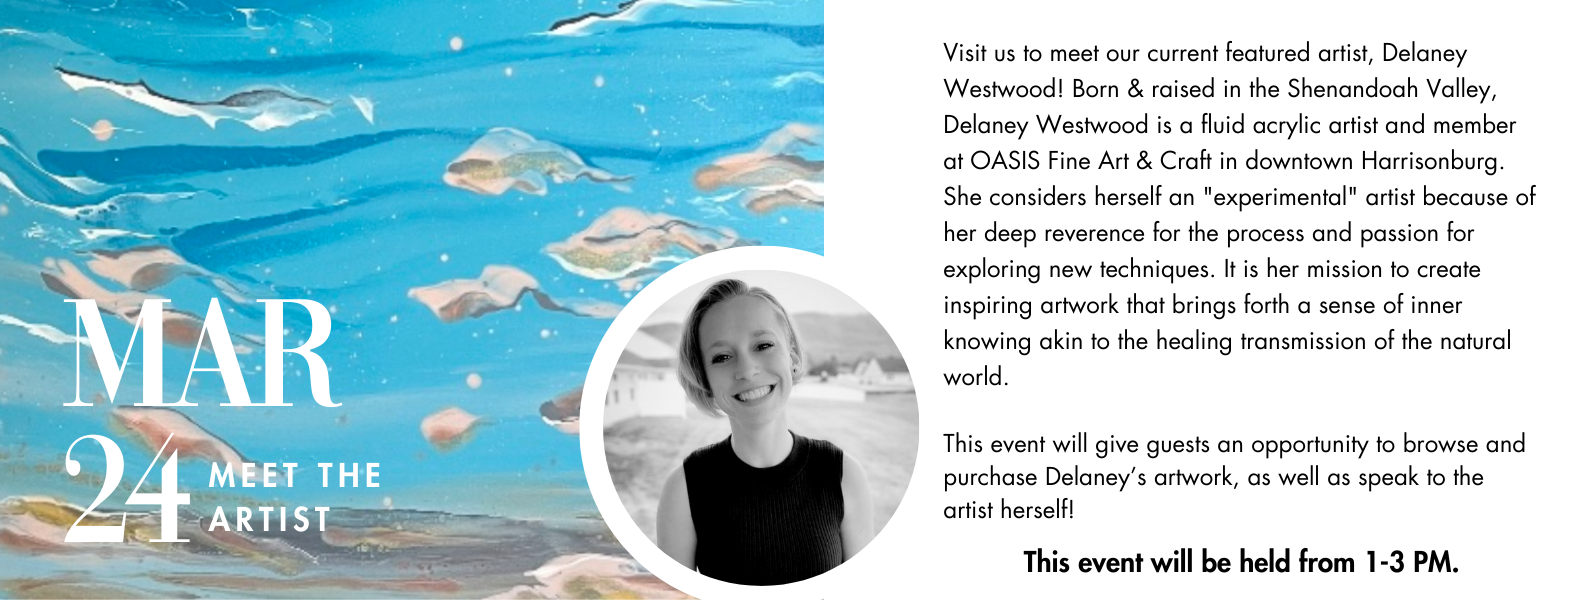 MAR
24
MEET THE
ARTIST
Visit us to meet our current featured artist, Delaney
Westwood! Born & raised in the Shenandoah Valley,
Delaney Westwood is a fluid acrylic artist and member
at OASIS Fine Art & Craft in downtown Harrisonburg.
She considers herself an "experimental" artist because of
her deep reverence for the process and passion for
exploring new techniques. It is her mission to create
inspiring artwork that brings forth a sense of inner
knowing akin to the healing transmission of the natural
world.
This event will give guests an opportunity to browse and
purchase Delaney’s artwork, as well as speak to the
artist herself!
This event will be held from 1-3 PM.